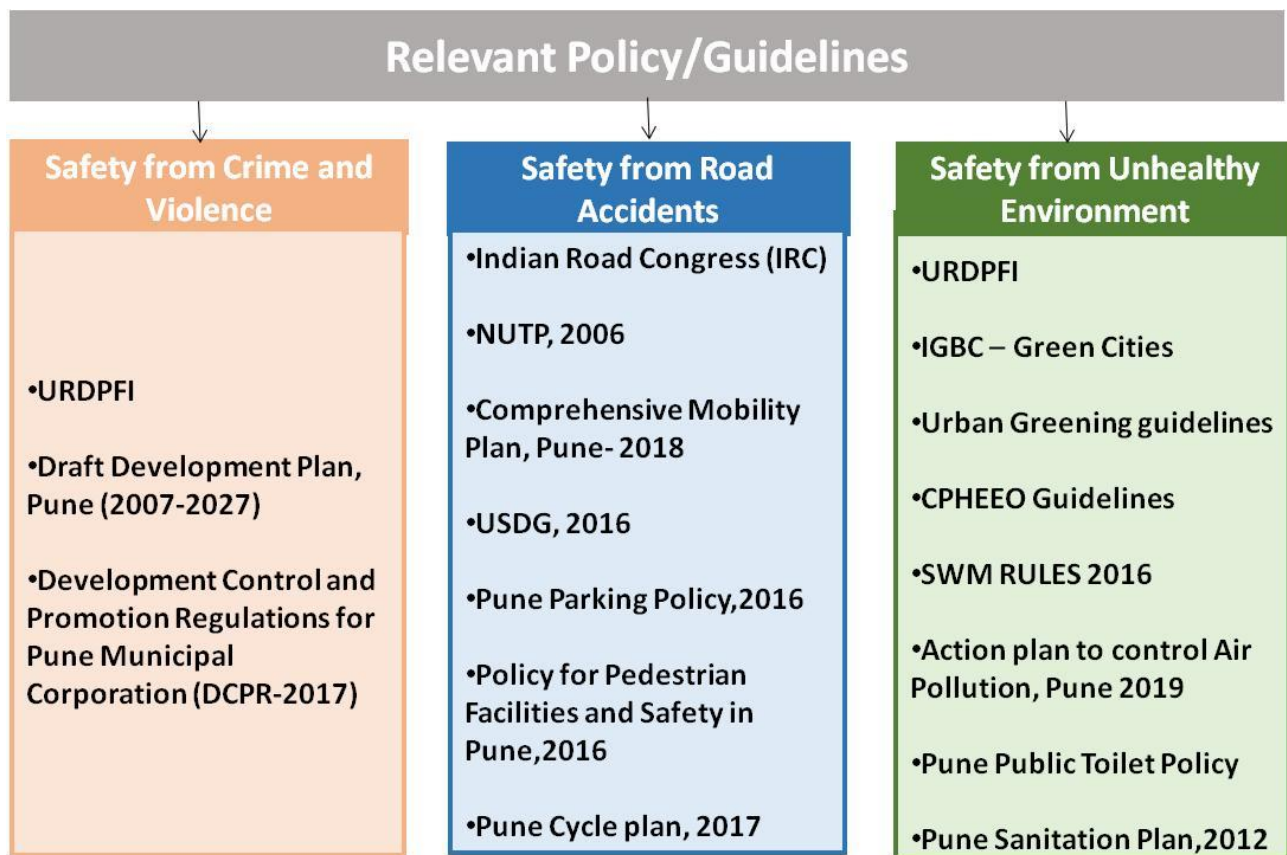 Relevant Policy/Guidelines
Safety from Crime and
Violence
•URDPFI
•Draft Development Plan,
Pune (2007-2027)
•Development Control and
Promotion Regulations for
Pune Municipal
Corporation (DCPR-2017)
Safety from Road
Accidents
•Indian Road Congress (IRC)
•NUTP, 2006
•Comprehensive Mobility
Plan, Pune- 2018
•USDG, 2016
•Pune Parking Policy,2016
•Policy for Pedestrian
Facilities and Safety in
Pune,2016
•Pune Cycle plan, 2017
Safety from Unhealthy
Environment
•URDPFI
•IGBC – Green Cities
•Urban Greening guidelines
•CPHEEO Guidelines
•SWM RULES 2016
•Action plan to control Air
Pollution, Pune 2019
•Pune Public Toilet Policy
•Pune Sanitation Plan,2012